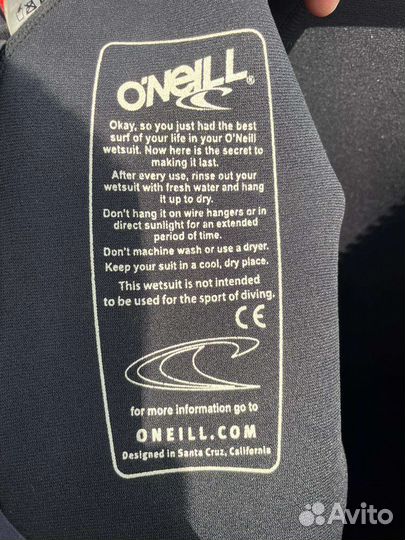 O'NEILL®
Okay, so you just had the best
surf of your life in your O'Neill
wetsuit. Now here is the secret to
making it last.
After every use, rinse out your
wetsuit with fresh water and hang
it up to dry.
Don't hang it on wire hangers or in
direct sunlight for an extended
period of time.
Don't machine wash or use a dryer.
Keep your suit in a cool, dry place.
This wetsuit is not intended
to be used for the sport of diving.
CE
for more information go to
ONEILL.COM
Designed in Santa Cruz, California
Avito